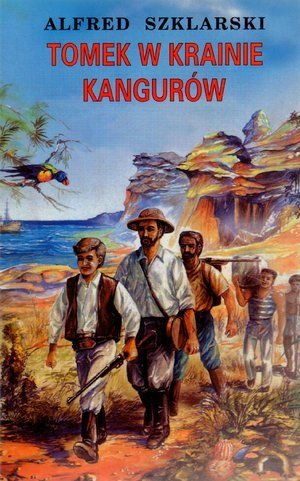 ALFRED SZKLARSKI
TOMEK W KRAINIE
KANGURÓW